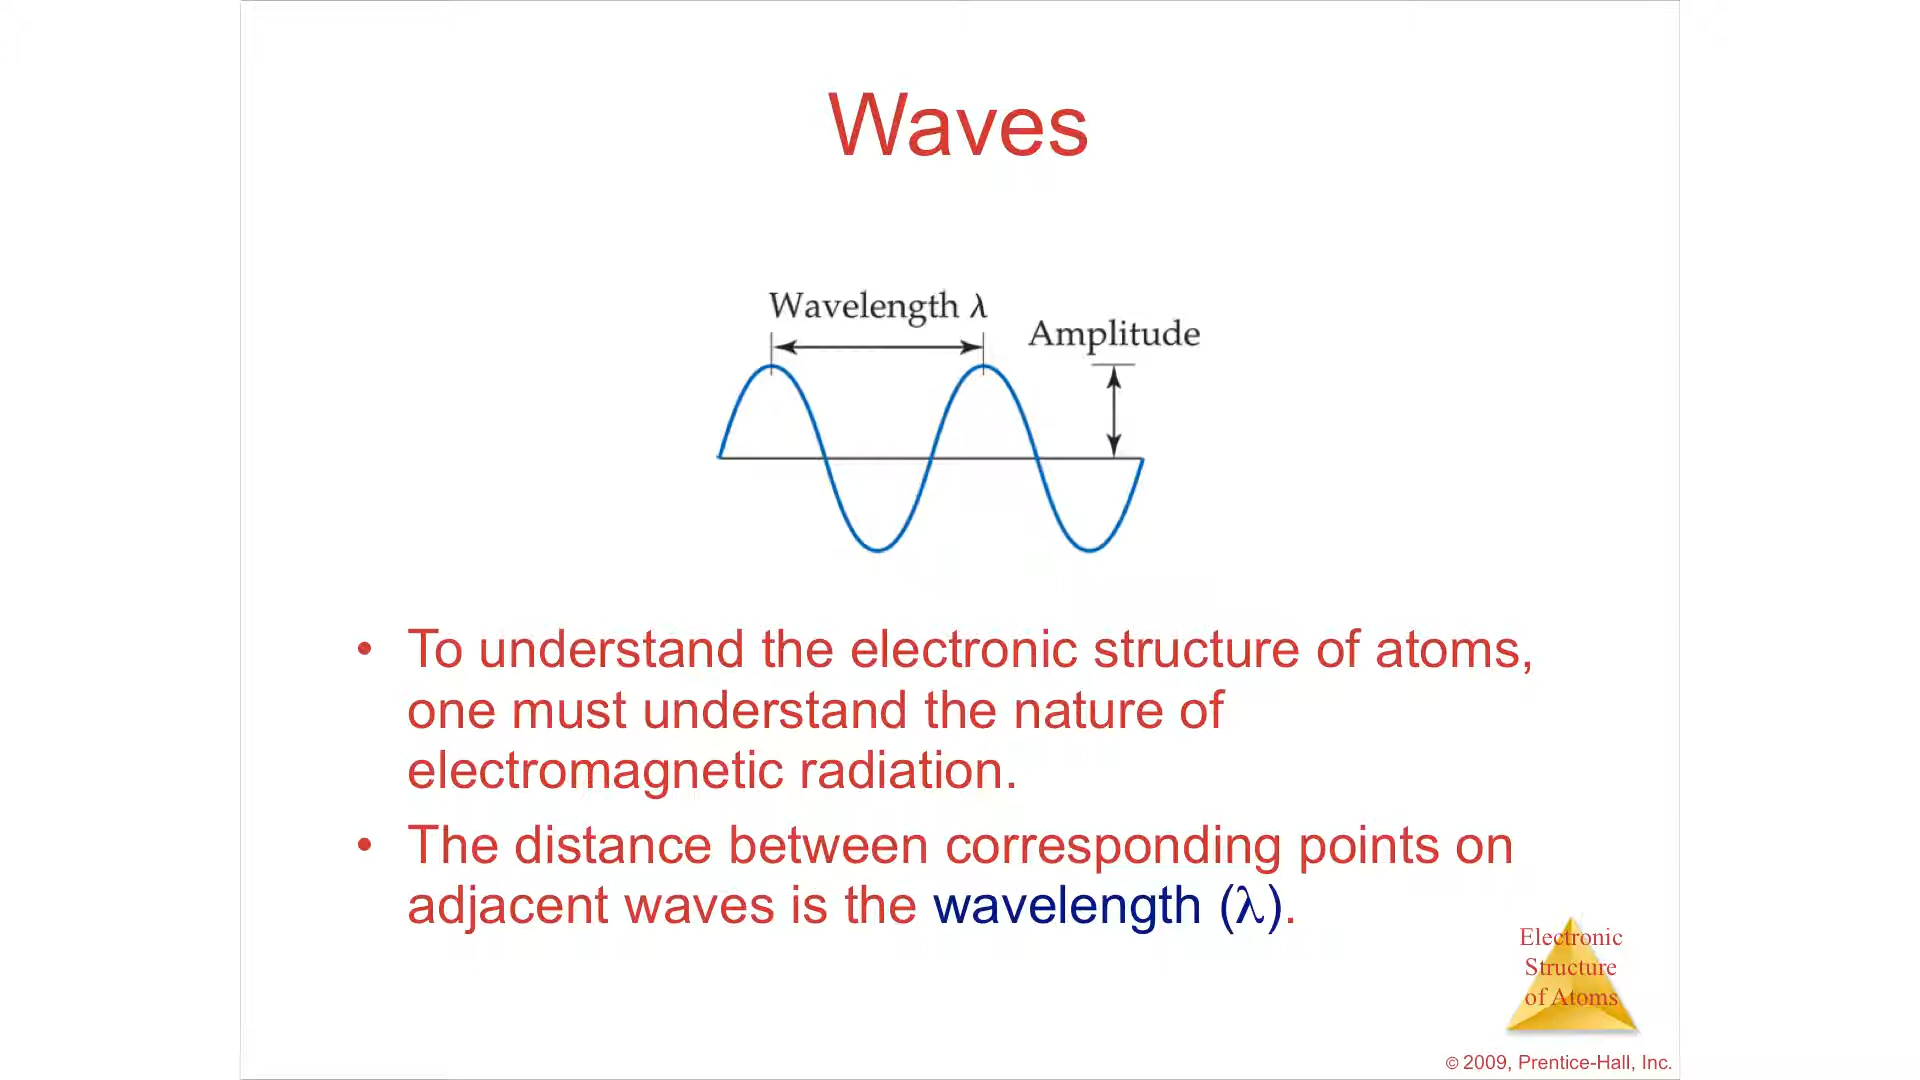 Waves
Wavelength λ
Amplitude
• To understand the electronic structure of atoms,
one must understand the nature of
electromagnetic radiation.
• The distance between corresponding points on
adjacent waves is the wavelength (λ).
Electronic
Structure
of Atoms
© 2009, Prentice-Hall, Inc.